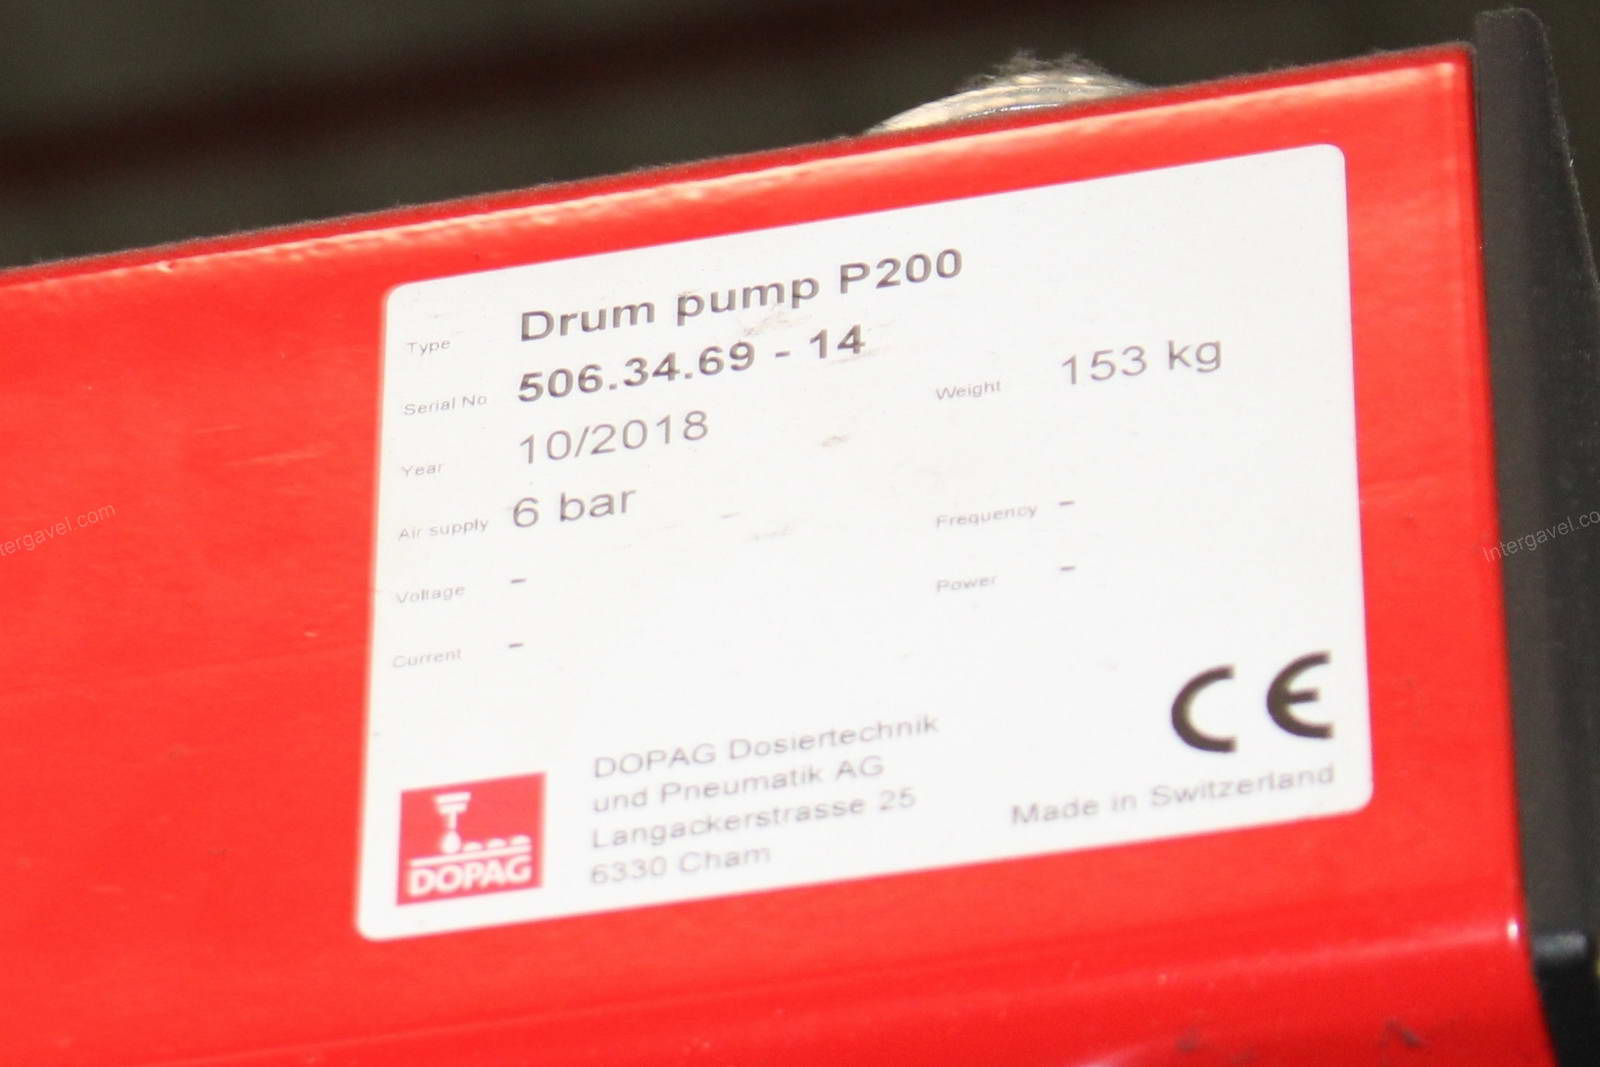 Type Drum pump P200
Serial No 506.34.69 - 14
Year 10/2018 Weight 153 kg
Air supply 6 bar -
Voltage - Frequency -
Current - Power -
CE
DOPAG
DOPAG Dosiertechnik
und Pneumatik AG
Langackerstrasse 25
6330 Cham
Made in Switzerland
ntergavel.com
Intergavel.co